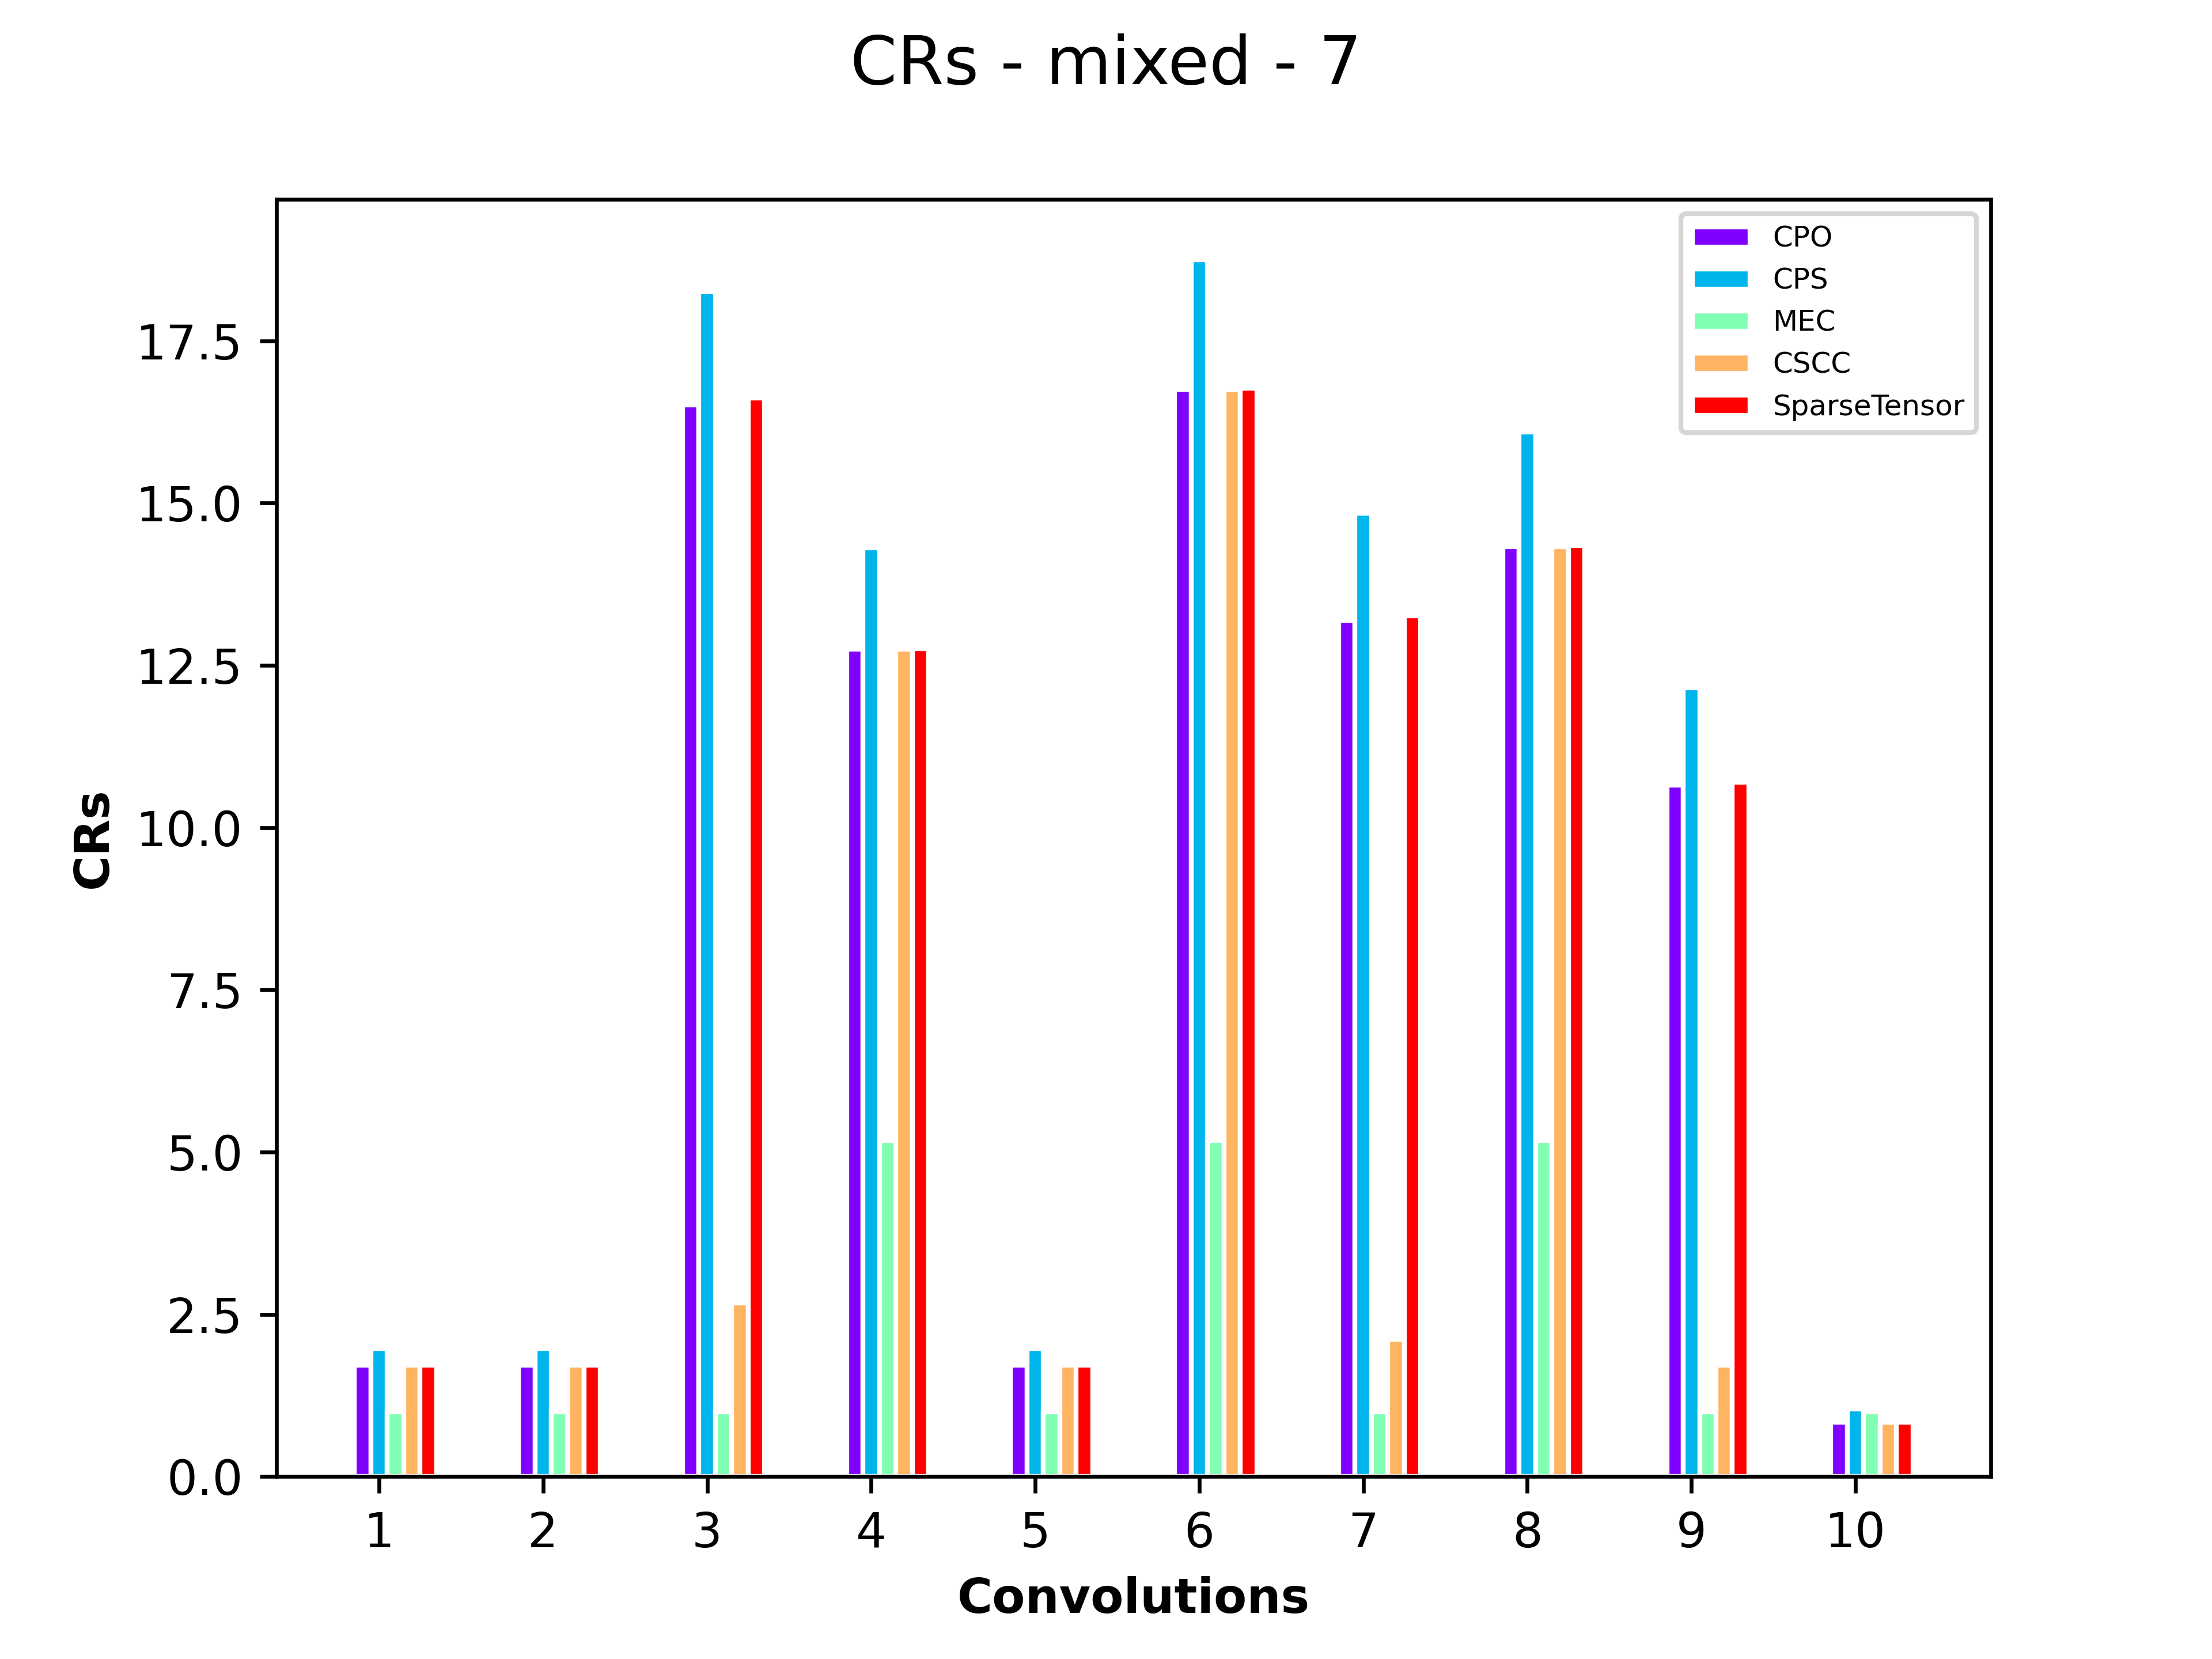 CRs - mixed - 7
CPO
CPS
MEC
CSCC
SparseTensor
CRs
17.5
15.0
12.5
10.0
7.5
5.0
2.5
0.0
1 2 3 4 5 6 7 8 9 10
Convolutions